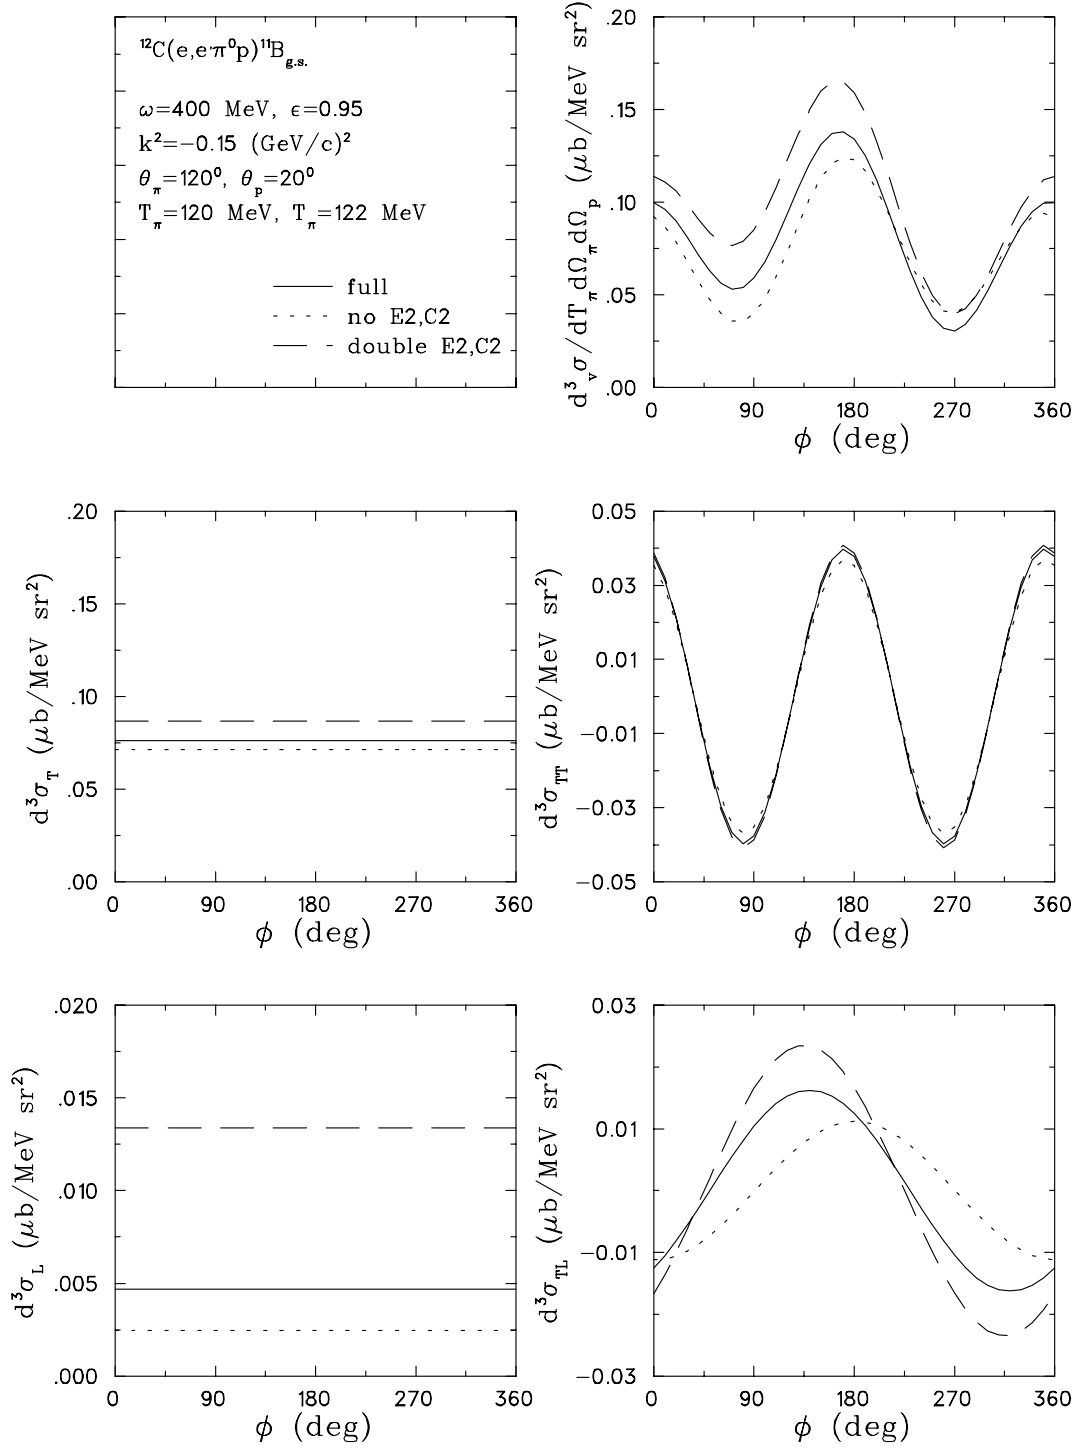 ¹²C(e,e'π⁰p)¹¹B_g.s.
ω=400 MeV, ϵ=0.95
k²=−0.15 (GeV/c)²
θ_π=120⁰, θ_p=20⁰
T_π=120 MeV, T_π=122 MeV
full
no E2,C2
double E2,C2
d³_vσ/dT_πdΩ_πdΩ_p (μb/MeV sr²)
.20
.15
.10
.05
.00
0 90 180 270 360
ϕ (deg)
d³σ_T (μb/MeV sr²)
.20
.15
.10
.05
.00
0 90 180 270 360
ϕ (deg)
d³σ_TT (μb/MeV sr²)
0.05
0.03
0.01
−0.01
−0.03
−0.05
0 90 180 270 360
ϕ (deg)
d³σ_L (μb/MeV sr²)
.020
.015
.010
.005
.000
0 90 180 270 360
ϕ (deg)
d³σ_TL (μb/MeV sr²)
0.03
0.01
−0.01
−0.03
0 90 180 270 360
ϕ (deg)